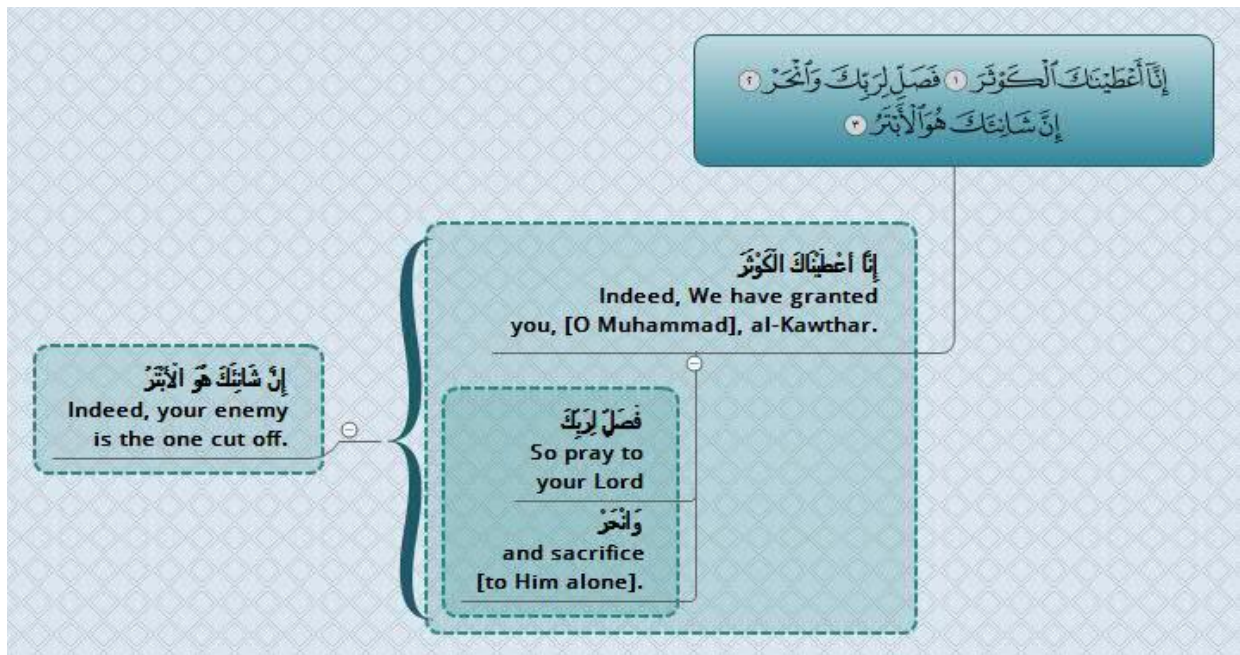 إِنَّآ أَعْطَيْنَٰكَ ٱلْكَوْثَرَ ١ فَصَلِّ لِرَبِّكَ وَٱنْحَرْ ٢
إِنَّ شَانِئَكَ هُوَ ٱلْأَبْتَرُ ٣
إِنَّا أَعْطَيْنَاكَ الْكَوْثَرَ
Indeed, We have granted
you, [O Muhammad], al-Kawthar.
فَصَلِّ لِرَبِّكَ
So pray to
your Lord
وَانْحَرْ
and sacrifice
[to Him alone].
إِنَّ شَانِئَكَ هُوَ الْأَبْتَرُ
Indeed, your enemy
is the one cut off.